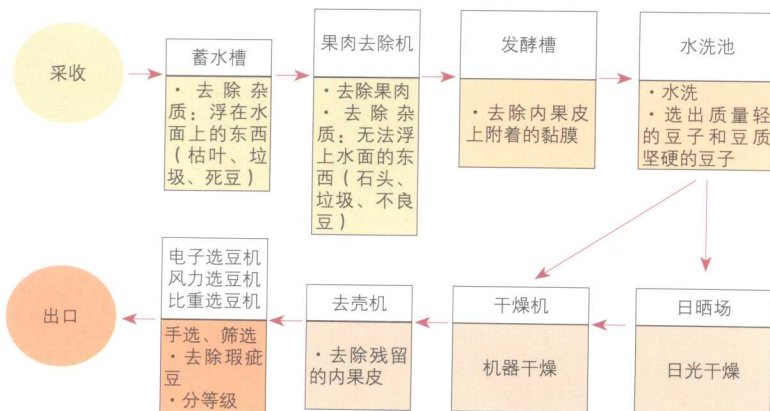 采收
蓄水槽
· 去除杂
质：浮在水
面上的东西
（枯叶、垃
圾、死豆）
果肉去除机
· 去除果肉
· 去除杂
质：无法浮
上水面的东
西（石头、
垃圾、不良
豆）
发酵槽
· 去除内果皮
上附着的黏膜
水洗池
· 水洗
· 选出质量轻
的豆子和豆质
坚硬的豆子
日晒场
日光干燥
干燥机
机器干燥
去壳机
· 去除残留
的内果皮
电子选豆机
风力选豆机
比重选豆机
手选、筛选
· 去除瑕疵
豆
· 分等级
出口